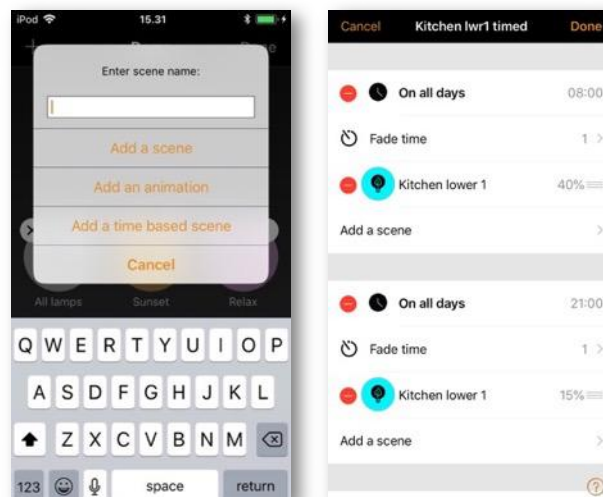 iPod 15.31
Enter scene name:
Add a scene
Add an animation
Add a time based scene
Cancel
All lamps Sunset Relax
Q W E R T Y U I O P
A S D F G H J K L
Z X C V B N M
123 space return
Cancel Kitchen lwr1 timed Done
On all days 08:00
Fade time 1
Kitchen lower 1 40%
Add a scene
On all days 21:00
Fade time 1
Kitchen lower 1 15%
Add a scene
?